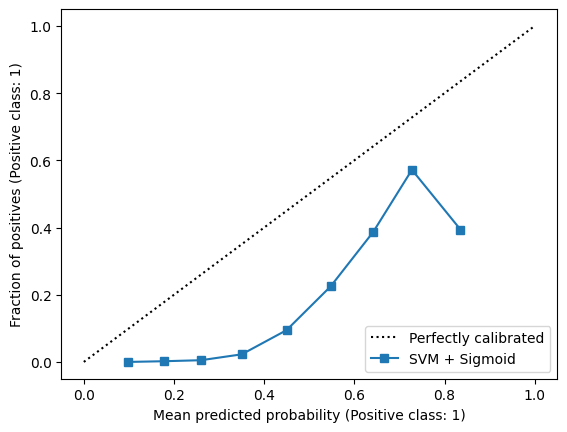 1.0
0.8
0.6
0.4
0.2
0.0
Fraction of positives (Positive class: 1)
Perfectly calibrated
SVM + Sigmoid
0.0 0.2 0.4 0.6 0.8 1.0
Mean predicted probability (Positive class: 1)